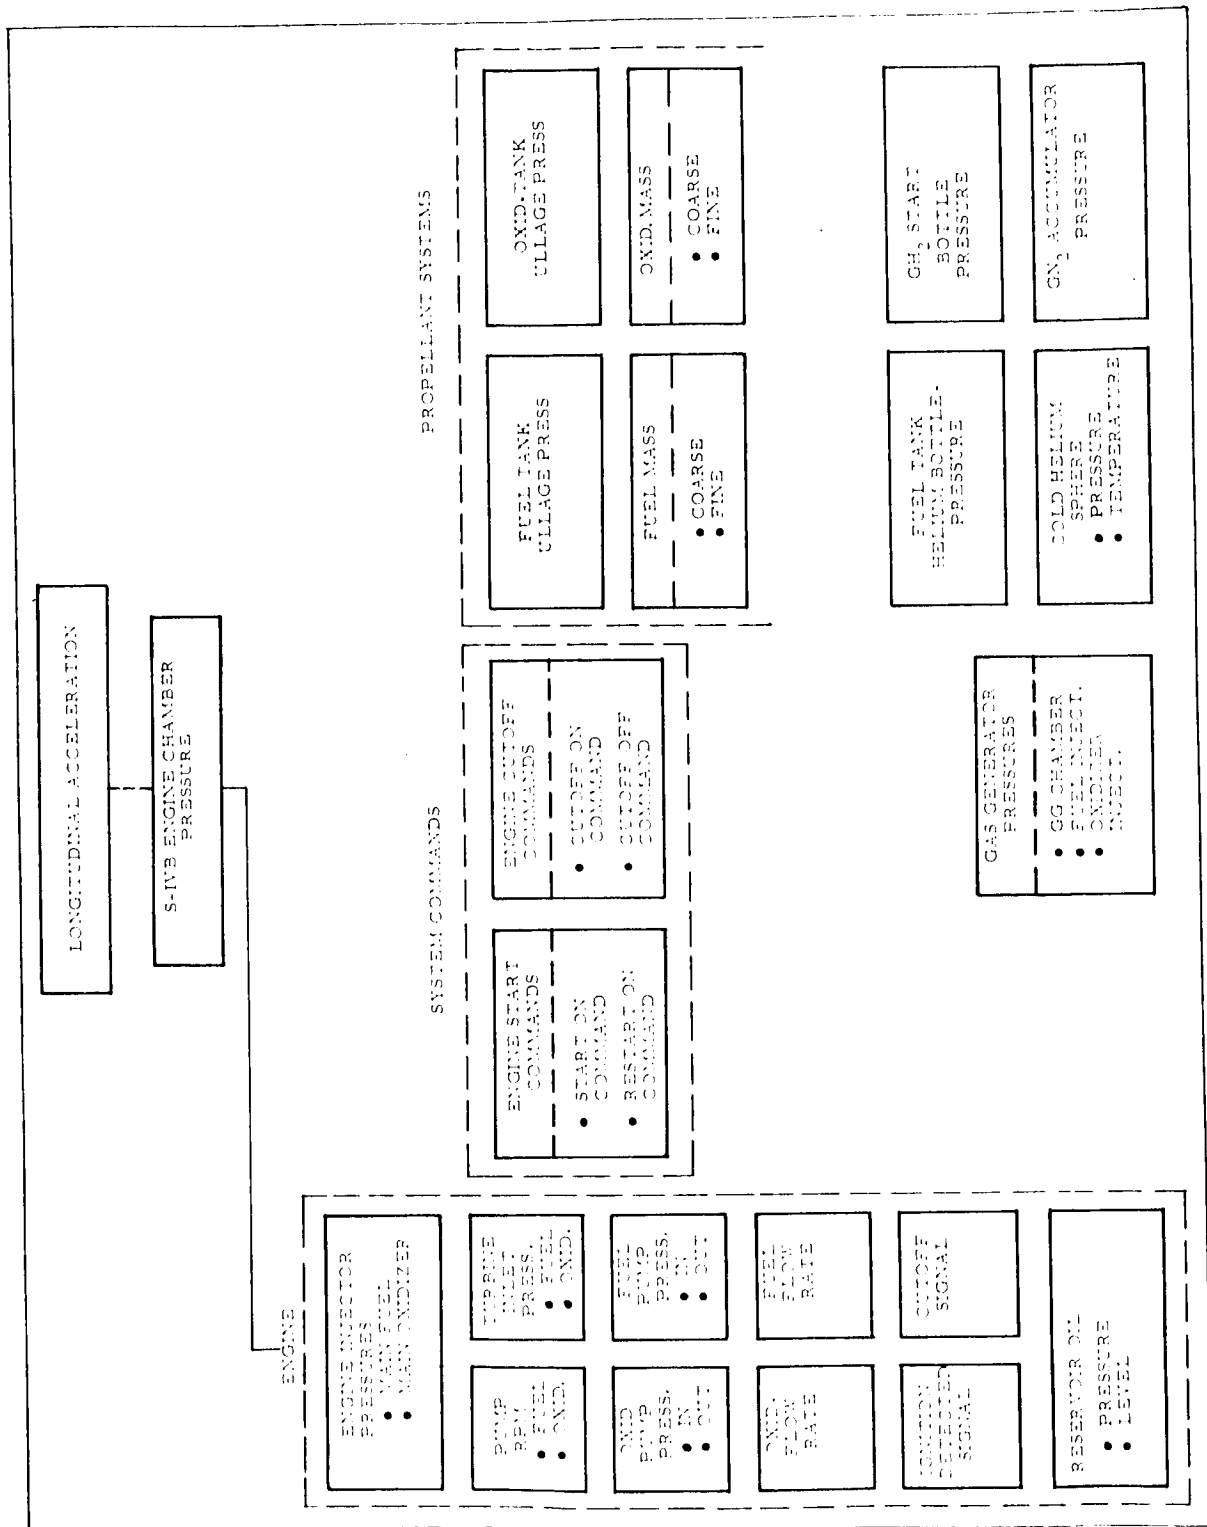 LONGITUDINAL ACCELERATION
S-IVB ENGINE CHAMBER
PRESSURE
ENGINE
ENGINE INJECTOR
PRESSURES
• MAIN FUEL
• MAIN OXIDIZER
PUMP
RPM
• FUEL
• OXID.
TURBINE
INLET
PRESS.
• FUEL
• OXID.
OXID
PUMP
PRESS.
• IN
• OUT
FUEL
PUMP
PRESS.
• IN
• OUT
OXID.
FLOW
RATE
FUEL
FLOW
RATE
IGNITION
DETECTED
SIGNAL
CUTOFF
SIGNAL
RESERVOIR OIL
• PRESSURE
• LEVEL
SYSTEM COMMANDS
ENGINE START
COMMANDS
• START ON
COMMAND
• RESTART ON
COMMAND
ENGINE CUTOFF
COMMANDS
• CUTOFF ON
COMMAND
• CUTOFF OFF
COMMAND
PROPELLANT SYSTEMS
FUEL TANK
ULLAGE PRESS
OXID-TANK
ULLAGE PRESS
FUEL MASS
• COARSE
• FINE
OXID.MASS
• COARSE
• FINE
GAS GENERATOR
PRESSURES
• GG CHAMBER
• FUEL INJECT.
• OXIDIZER
INJECT.
FUEL TANK
HELIUM BOTTLE-
PRESSURE
GH₂ START
BOTTLE
PRESSURE
COLD HELIUM
SPHERE
• PRESSURE
• TEMPERATURE
GN₂ ACCUMULATOR
PRESSURE